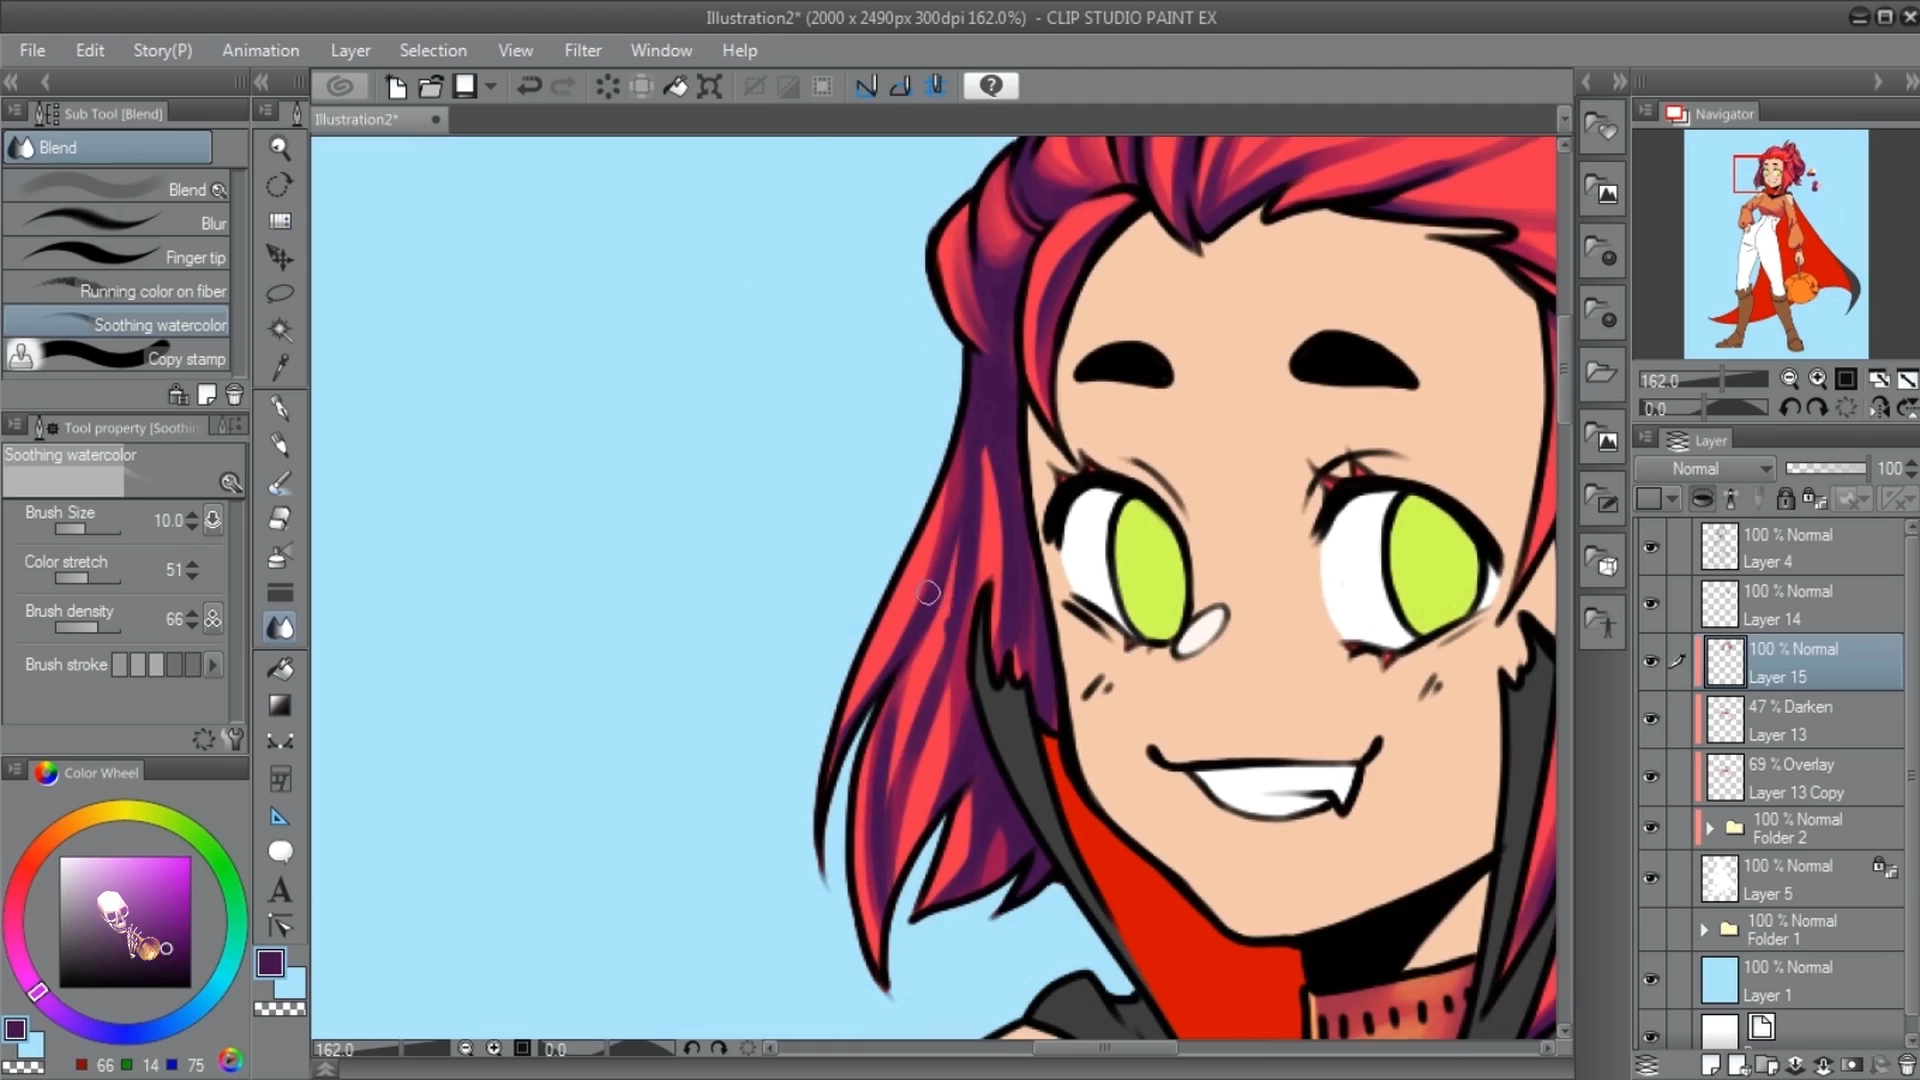 Illustration2* (2000 x 2490px 300dpi 162.0%) - CLIP STUDIO PAINT EX
File Edit Story(P) Animation Layer Selection View Filter Window Help
Sub Tool [Blend]
Illustration2*
Navigator
Blend
Blend
Blur
Finger tip
Running color on fiber
Soothing watercolor
Copy stamp
162.0
0.0
Tool property [Soothin
Layer
Soothing watercolor
Normal 100
Brush Size 10.0
Color stretch 51
Brush density 66
Brush stroke
100 % Normal
Layer 4
100 % Normal
Layer 14
100 % Normal
Layer 15
47 % Darken
Layer 13
69 % Overlay
Layer 13 Copy
100 % Normal
Folder 2
100 % Normal
Layer 5
100 % Normal
Folder 1
100 % Normal
Layer 1
Color Wheel
A
66 14 75
162.0 0.0